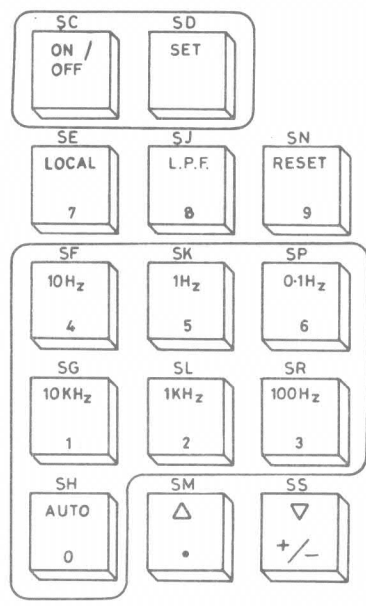 SC SD
ON / SET
OFF
SE SJ SN
LOCAL L.P.F. RESET
7 8 9
SF SK SP
10Hz 1Hz 0·1Hz
4 5 6
SG SL SR
10KHz 1KHz 100Hz
1 2 3
SH SM SS
AUTO △ ▽
0 • +/−